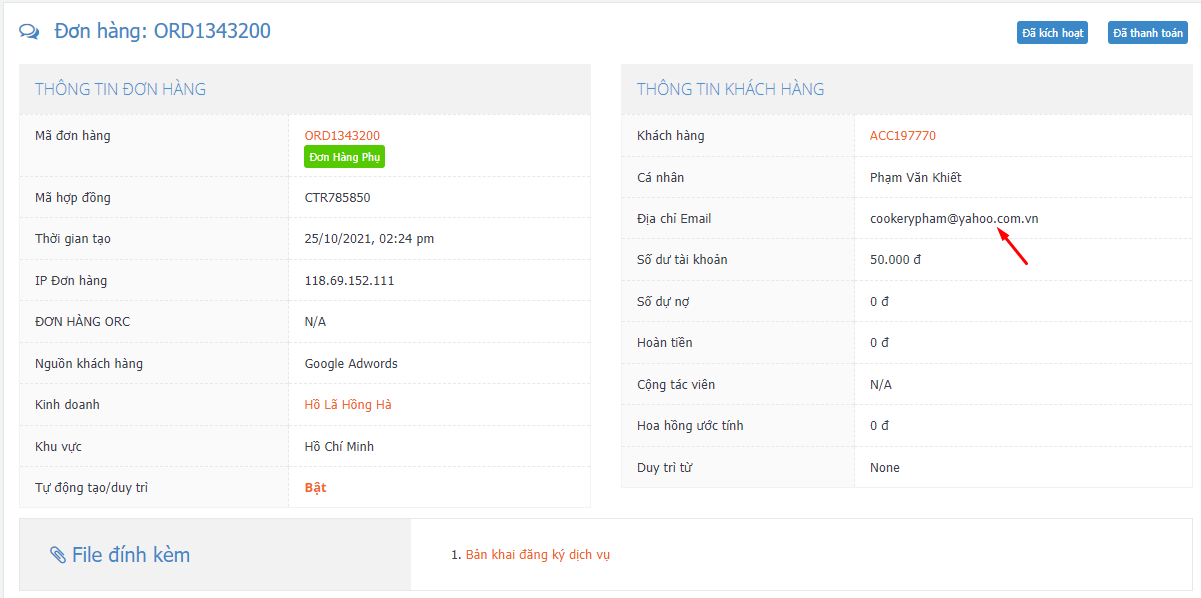 Đơn hàng: ORD1343200
Đã kích hoạt
Đã thanh toán
THÔNG TIN ĐƠN HÀNG
Mã đơn hàng ORD1343200
Đơn Hàng Phụ
Mã hợp đồng CTR785850
Thời gian tạo 25/10/2021, 02:24 pm
IP Đơn hàng 118.69.152.111
ĐƠN HÀNG ORC N/A
Nguồn khách hàng Google Adwords
Kinh doanh Hồ Lã Hồng Hà
Khu vực Hồ Chí Minh
Tự động tạo/duy trì Bật
THÔNG TIN KHÁCH HÀNG
Khách hàng ACC197770
Cá nhân Phạm Văn Khiết
Địa chỉ Email cookerypham@yahoo.com.vn
Số dư tài khoản 50.000 đ
Số dự nợ 0 đ
Hoàn tiền 0 đ
Cộng tác viên N/A
Hoa hồng ước tính 0 đ
Duy trì từ None
File đính kèm
1. Bản khai đăng ký dịch vụ